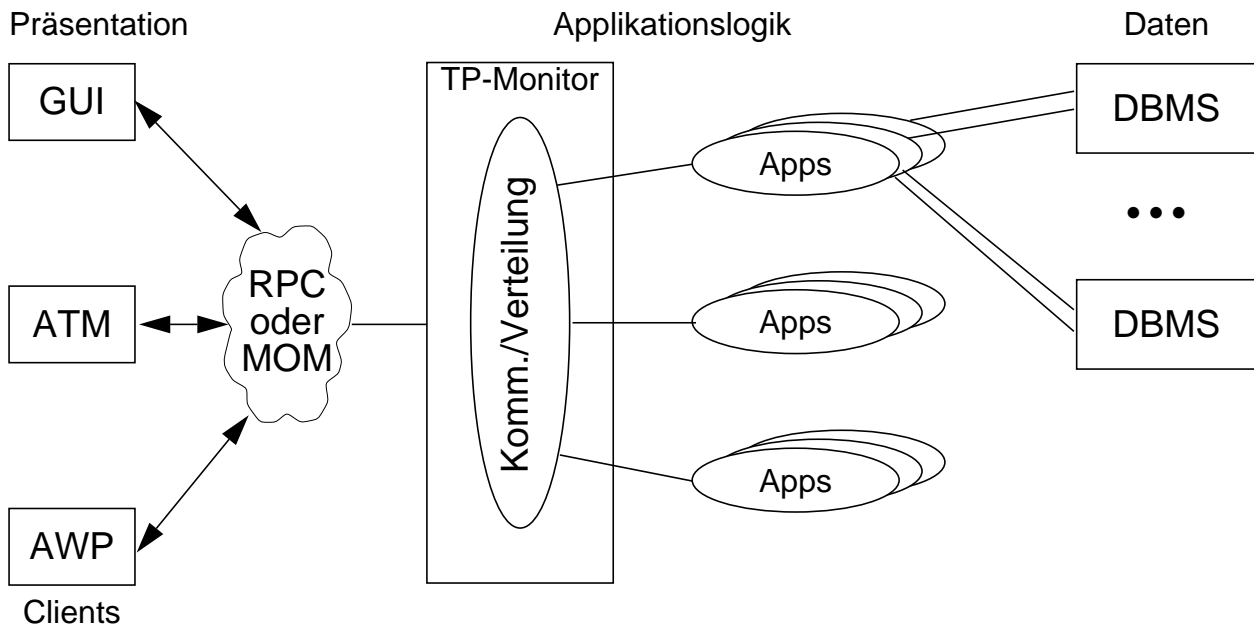 Präsentation
Applikationslogik
Daten
GUI
ATM
AWP
Clients
RPC
oder
MOM
TP-Monitor
Komm./Verteilung
Apps
Apps
Apps
DBMS
•••
DBMS